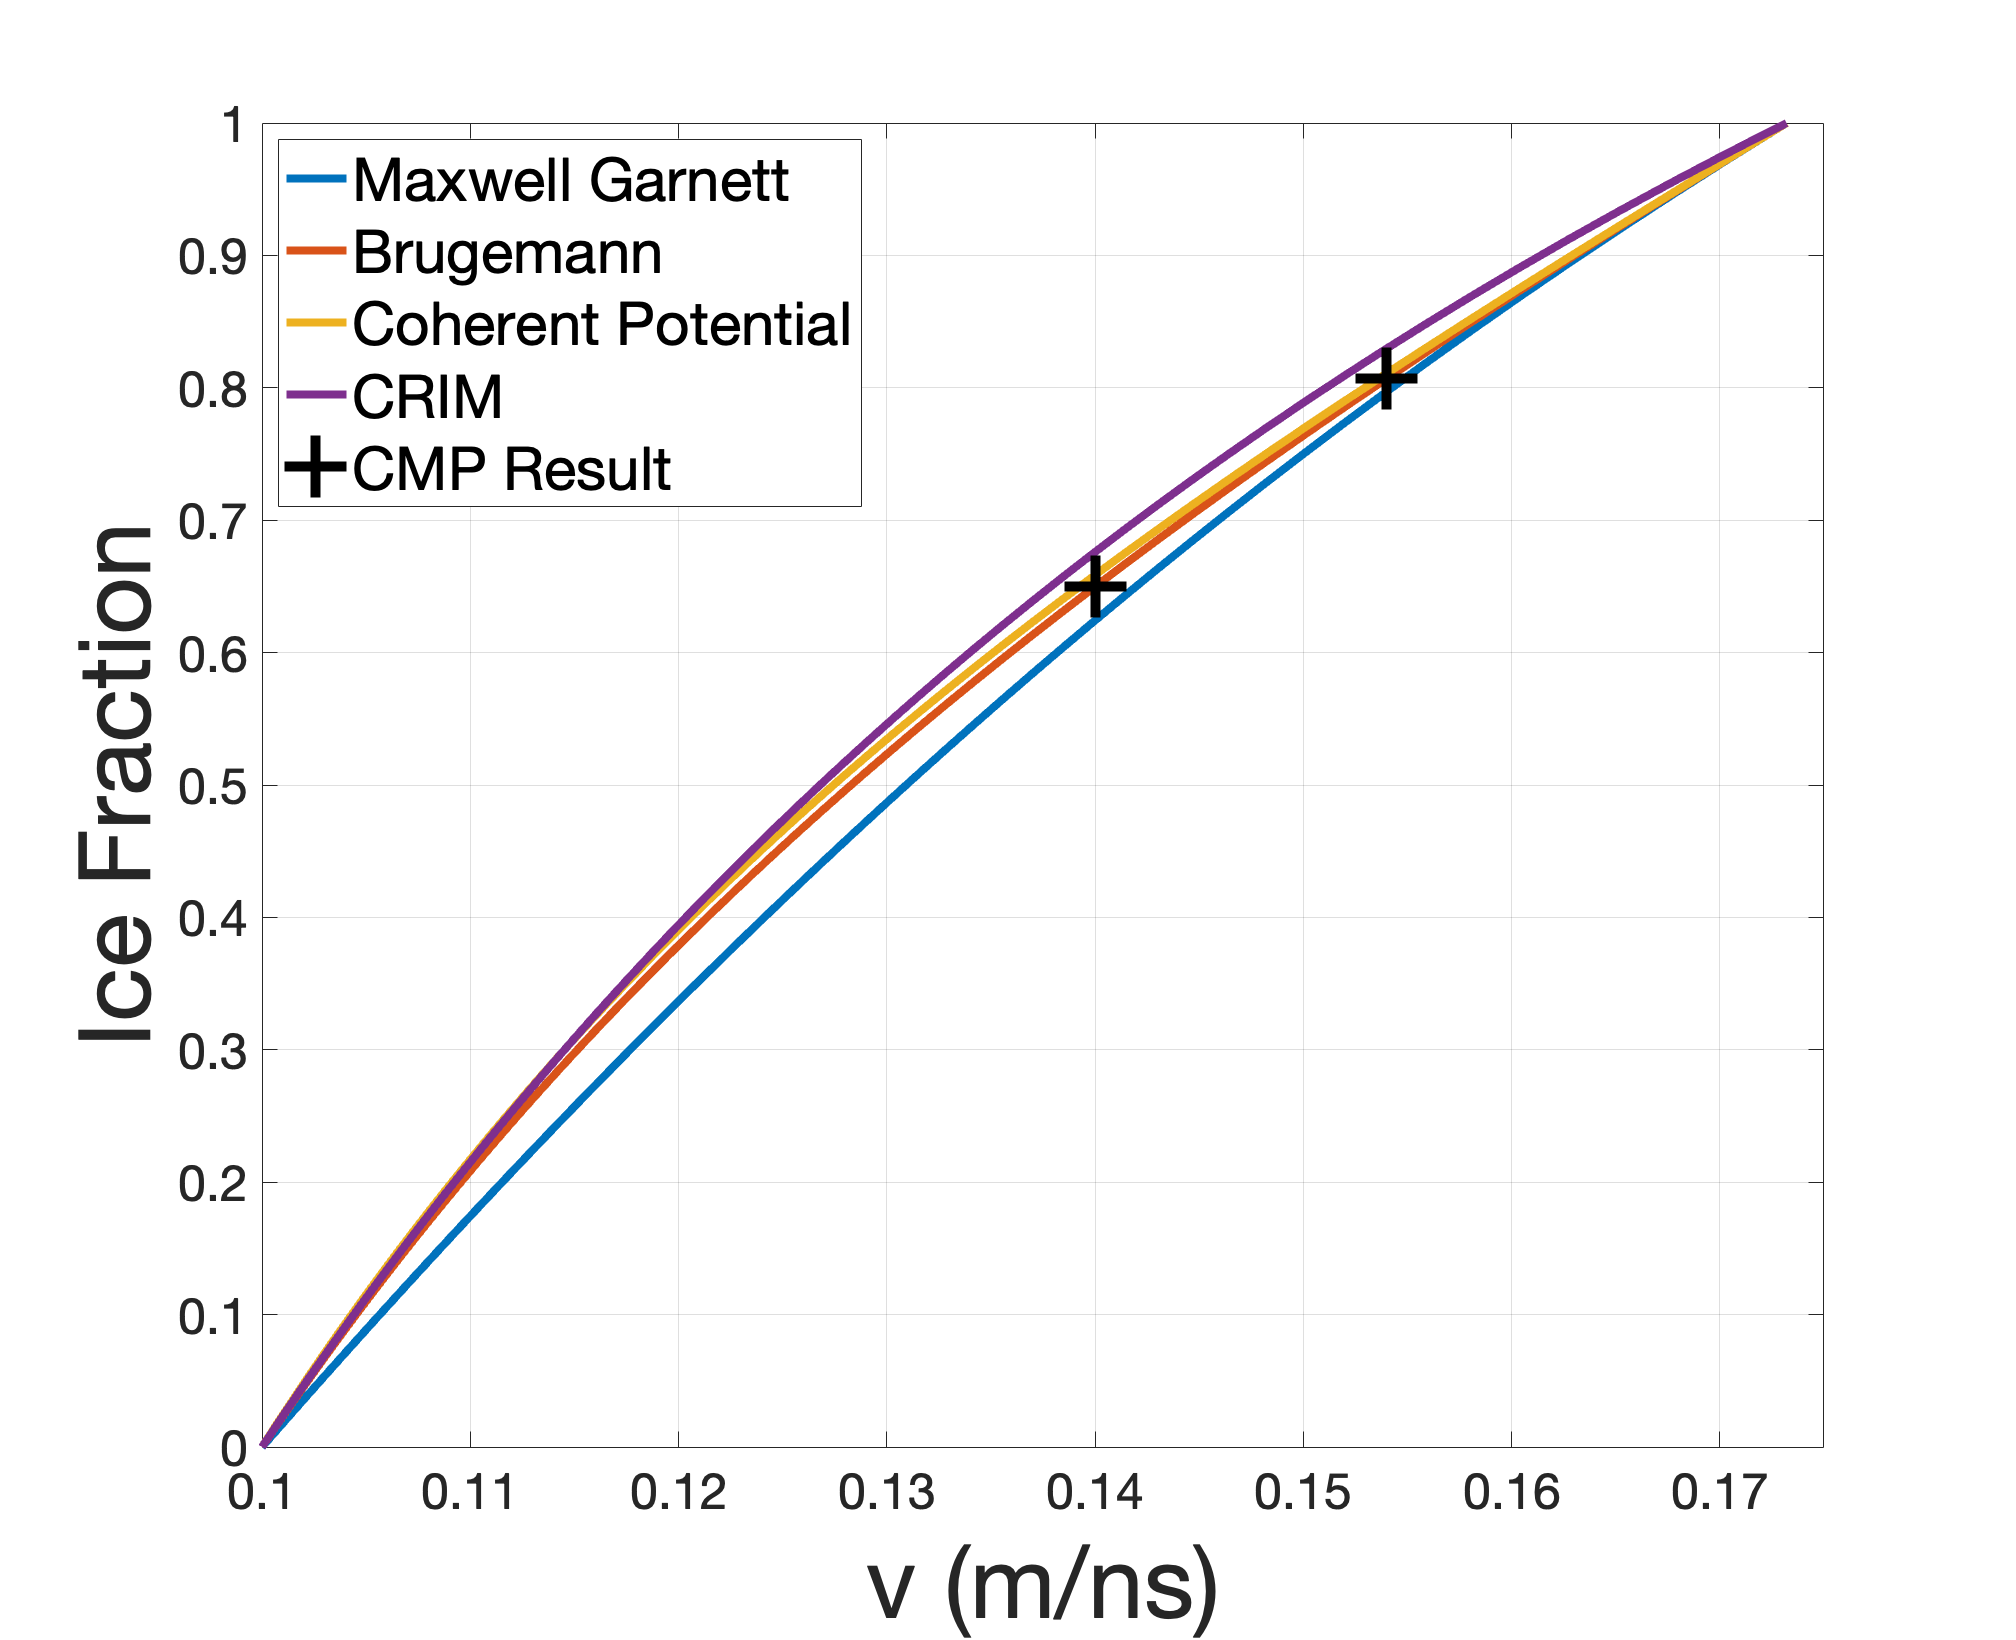 1
0.9
0.8
0.7
0.6
0.5
0.4
0.3
0.2
0.1
0
Ice Fraction
Maxwell Garnett
Brugemann
Coherent Potential
CRIM
CMP Result
0.1 0.11 0.12 0.13 0.14 0.15 0.16 0.17
v (m/ns)